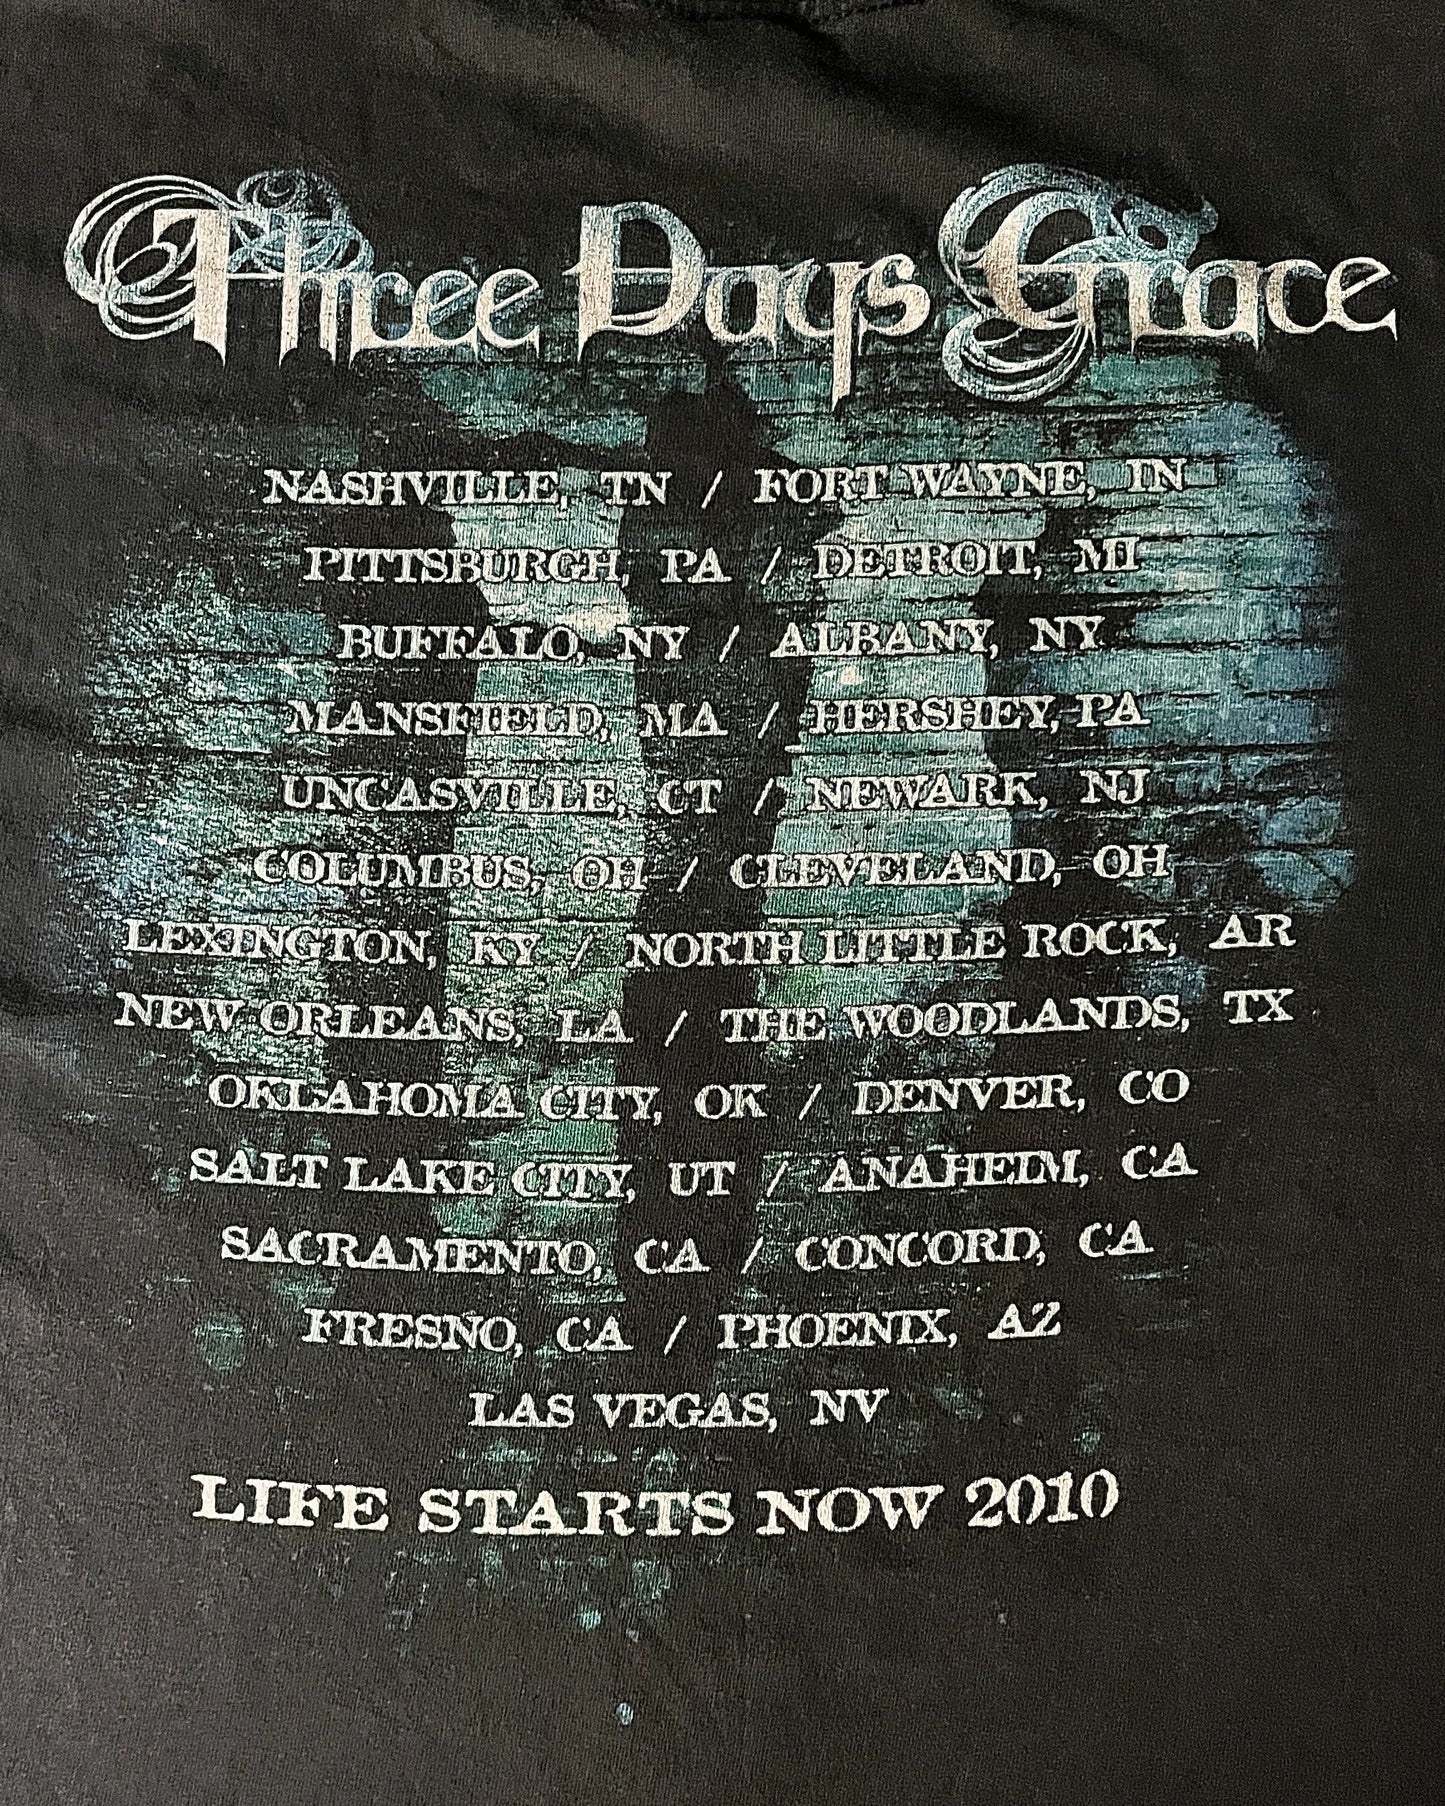 Three Days Grace
NASHVILLE, TN / FORT WAYNE, IN
PITTSBURGH, PA / DETROIT, MI
BUFFALO, NY / ALBANY, NY
MANSFIELD, MA / HERSHEY, PA
UNCASVILLE, CT / NEWARK, NJ
COLUMBUS, OH / CLEVELAND, OH
LEXINGTON, KY / NORTH LITTLE ROCK, AR
NEW ORLEANS, LA / THE WOODLANDS, TX
OKLAHOMA CITY, OK / DENVER, CO
SALT LAKE CITY, UT / ANAHEIM, CA
SACRAMENTO, CA / CONCORD, CA
FRESNO, CA / PHOENIX, AZ
LAS VEGAS, NV
LIFE STARTS NOW 2010